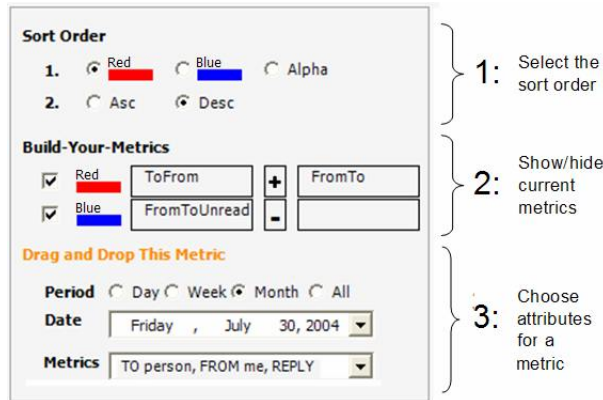 Sort Order
1. Red Blue Alpha
2. Asc Desc
1: Select the
sort order
Build-Your-Metrics
Red ToFrom + FromTo
Blue FromToUnread -
2: Show/hide
current
metrics
Drag and Drop This Metric
Period Day Week Month All
Date Friday , July 30, 2004
Metrics TO person, FROM me, REPLY
3: Choose
attributes
for a
metric